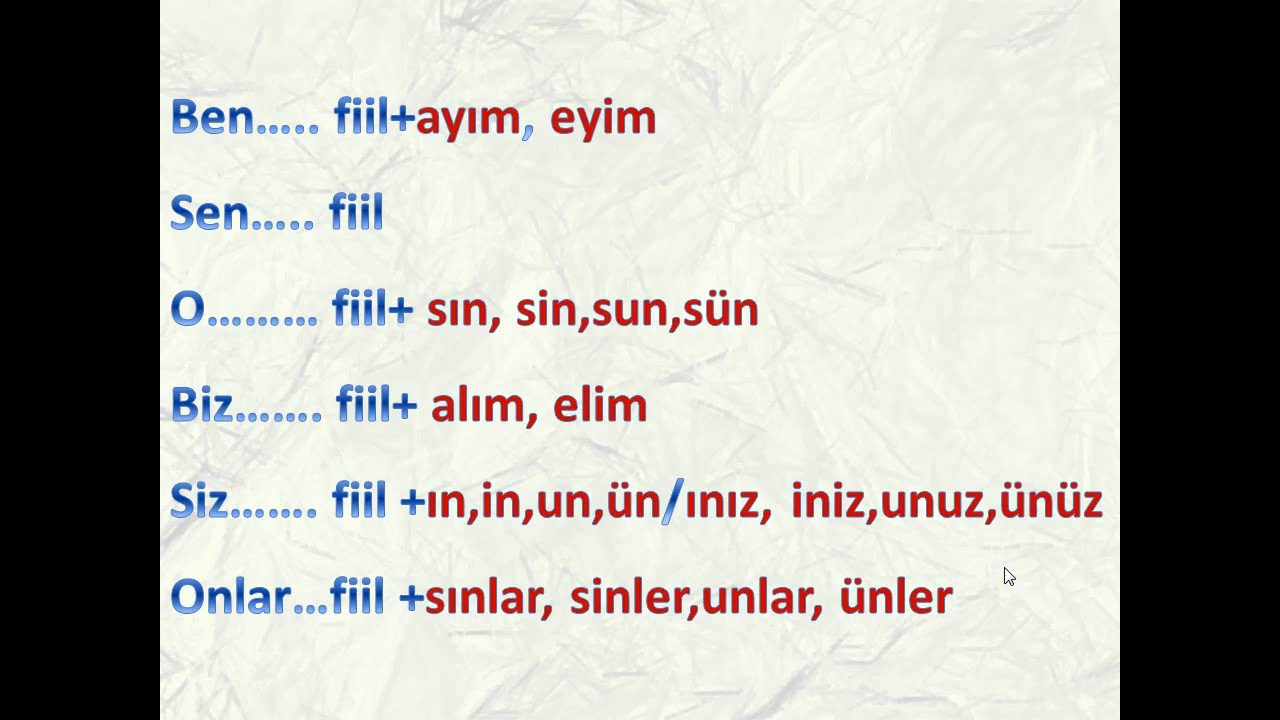 Ben..... fiil+ayım, eyim
Sen..... fiil
O......... fiil+ sın, sin,sun,sün
Biz....... fiil+ alım, elim
Siz....... fiil +ın,in,un,ün/ınız, iniz,unuz,ünüz
Onlar...fiil +sınlar, sinler,unlar, ünler